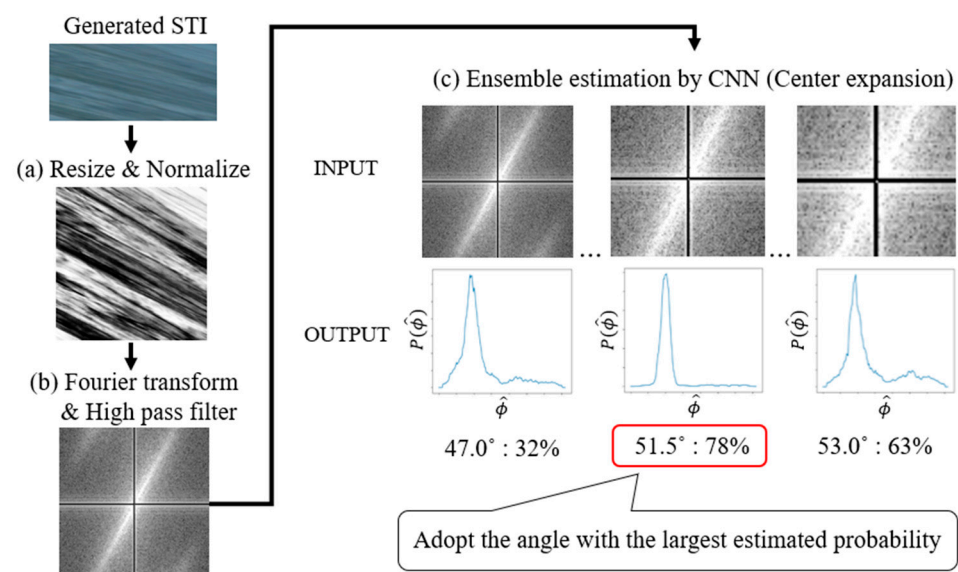 Generated STI
(a) Resize & Normalize
(b) Fourier transform
& High pass filter
(c) Ensemble estimation by CNN (Center expansion)
INPUT
... ...
OUTPUT
P(ϕ̂) P(ϕ̂) P(ϕ̂)
ϕ̂ ϕ̂ ϕ̂
47.0° : 32% 51.5° : 78% 53.0° : 63%
Adopt the angle with the largest estimated probability